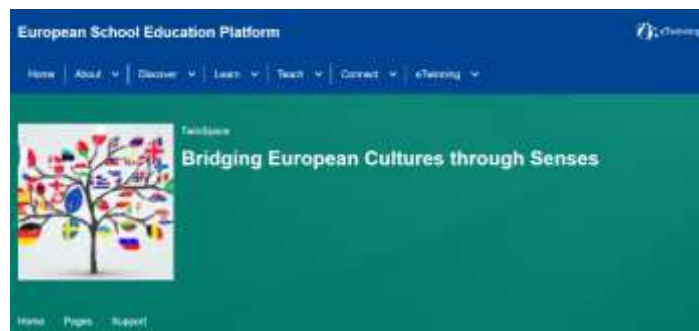 European School Education Platform
eTwinning
Home About Discover Learn Teach Connect eTwinning
TwinSpace
Bridging European Cultures through Senses
Home Pages Support